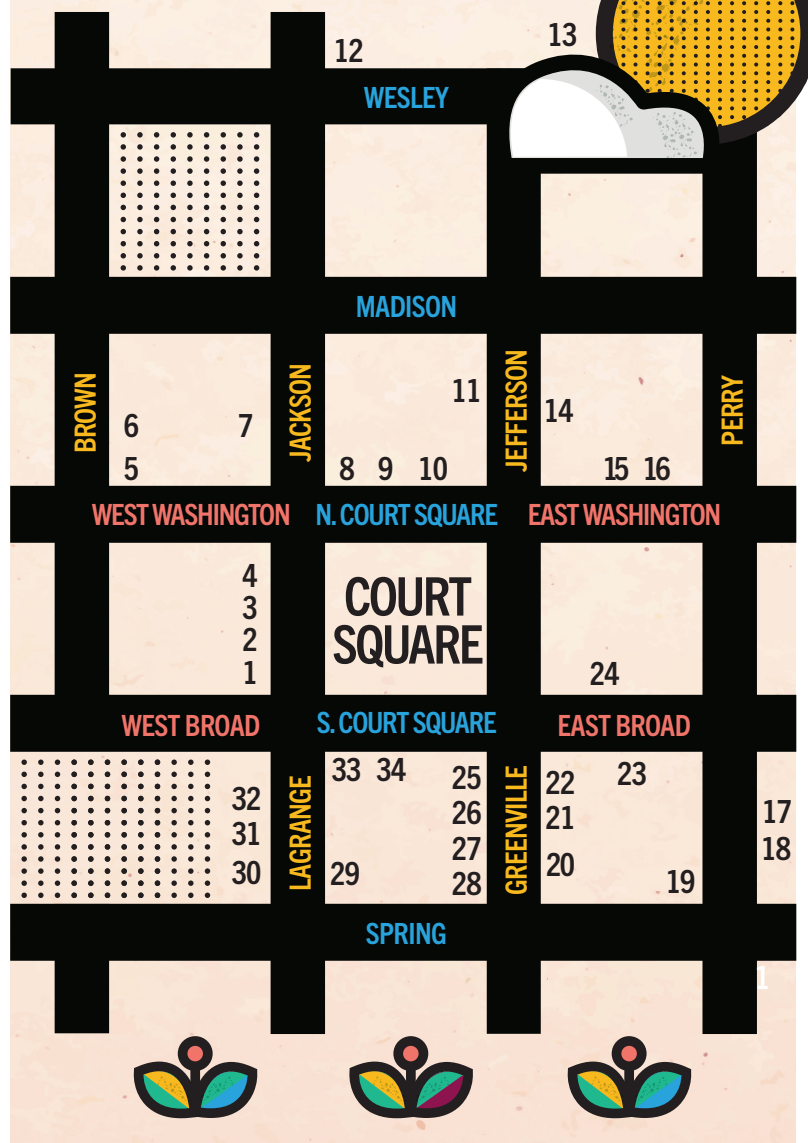 12
13
WESLEY
MADISON
BROWN
JACKSON
JEFFERSON
PERRY
11
14
6
7
5
8 9 10
15 16
WEST WASHINGTON
N. COURT SQUARE
EAST WASHINGTON
4
3
2
1
COURT
SQUARE
24
WEST BROAD
S. COURT SQUARE
EAST BROAD
33 34
25
22
23
32
26
21
17
31
27
18
30
29
28
20
19
LAGRANGE
GREENVILLE
SPRING
1